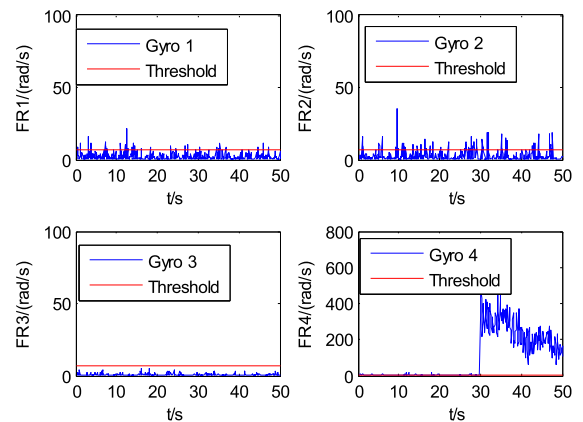 100
50
0
FR1/(rad/s)
Gyro 1
Threshold
0 10 20 30 40 50
t/s
100
50
0
FR2/(rad/s)
Gyro 2
Threshold
0 10 20 30 40 50
t/s
100
50
0
FR3/(rad/s)
Gyro 3
Threshold
0 10 20 30 40 50
t/s
800
600
400
200
0
FR4/(rad/s)
Gyro 4
Threshold
0 10 20 30 40 50
t/s